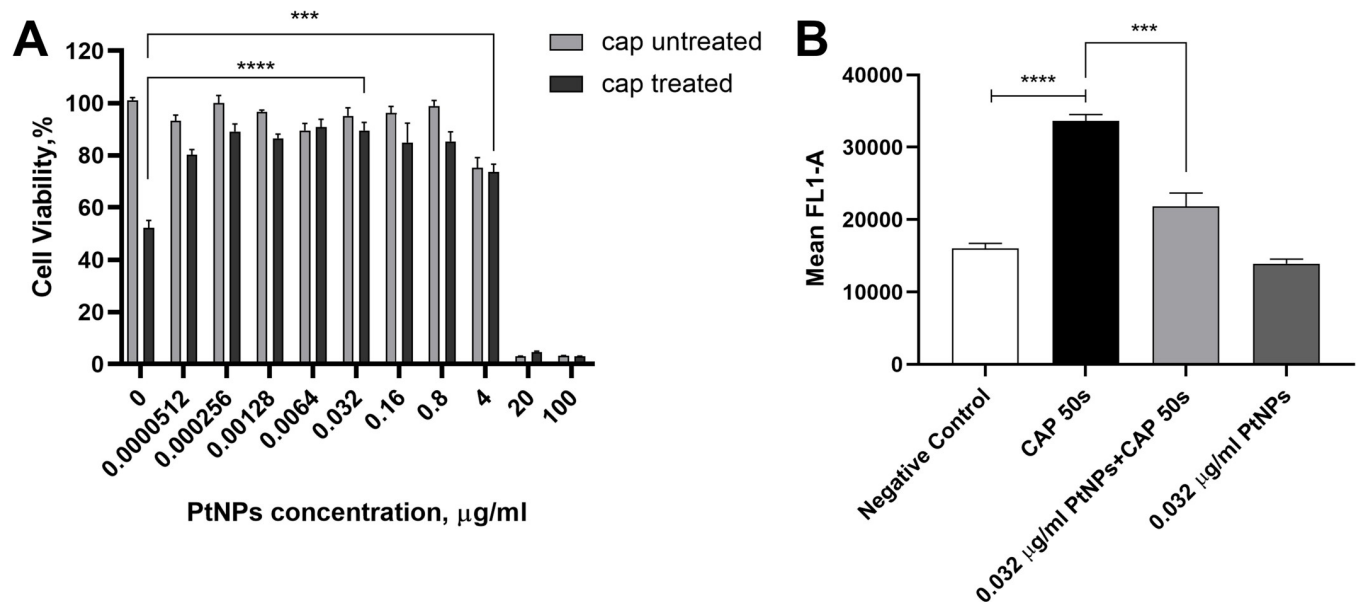 A
***
****
cap untreated
cap treated
120
100
80
60
40
20
0
Cell Viability,%
0
0.0000512
0.000256
0.00128
0.0064
0.032
0.16
0.8
4
20
100
PtNPs concentration, μg/ml
B
****
***
40000
30000
20000
10000
0
Mean FL1-A
Negative Control
CAP 50s
0.032 μg/ml PtNPs+CAP 50s
0.032 μg/ml PtNPs